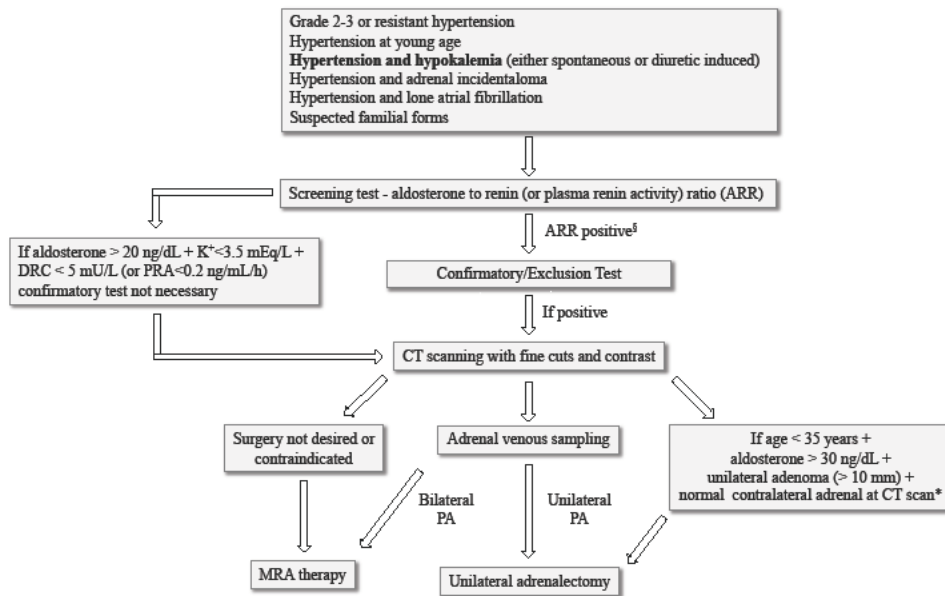 Grade 2-3 or resistant hypertension
Hypertension at young age
Hypertension and hypokalemia (either spontaneous or diuretic induced)
Hypertension and adrenal incidentaloma
Hypertension and lone atrial fibrillation
Suspected familial forms
Screening test - aldosterone to renin (or plasma renin activity) ratio (ARR)
ARR positive§
If aldosterone > 20 ng/dL + K⁺<3.5 mEq/L +
DRC < 5 mU/L (or PRA<0.2 ng/mL/h)
confirmatory test not necessary
Confirmatory/Exclusion Test
If positive
CT scanning with fine cuts and contrast
Surgery not desired or
contraindicated
Adrenal venous sampling
If age < 35 years +
aldosterone > 30 ng/dL +
unilateral adenoma (> 10 mm) +
normal contralateral adrenal at CT scan*
Bilateral
PA
Unilateral
PA
MRA therapy
Unilateral adrenalectomy